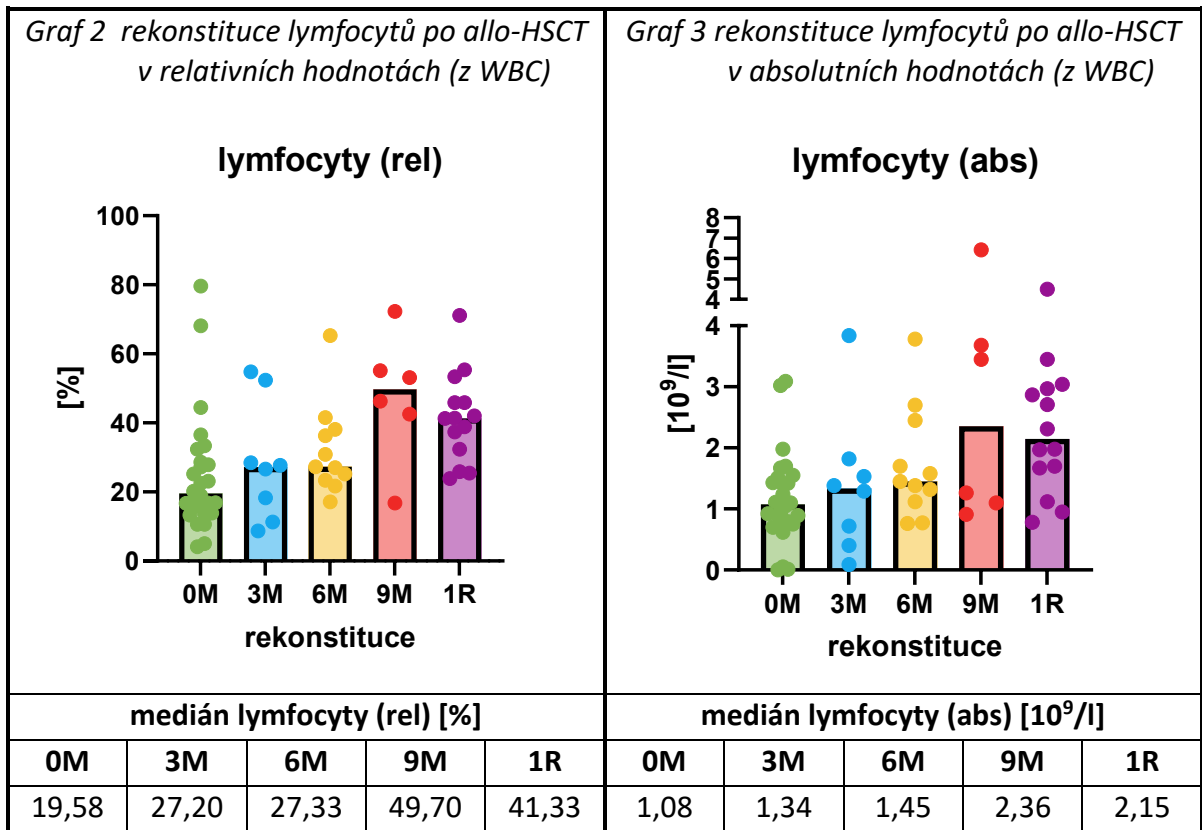 Graf 2 rekonstituce lymfocytů po allo-HSCT
v relativních hodnotách (z WBC)
lymfocyty (rel)
100
80
60
40
20
0
[%]
0M 3M 6M 9M 1R
rekonstituce
medián lymfocyty (rel) [%]
0M 3M 6M 9M 1R
19,58 27,20 27,33 49,70 41,33
Graf 3 rekonstituce lymfocytů po allo-HSCT
v absolutních hodnotách (z WBC)
lymfocyty (abs)
8
7
6
5
4
4
3
2
1
0
[10⁹/l]
0M 3M 6M 9M 1R
rekonstituce
medián lymfocyty (abs) [10⁹/l]
0M 3M 6M 9M 1R
1,08 1,34 1,45 2,36 2,15